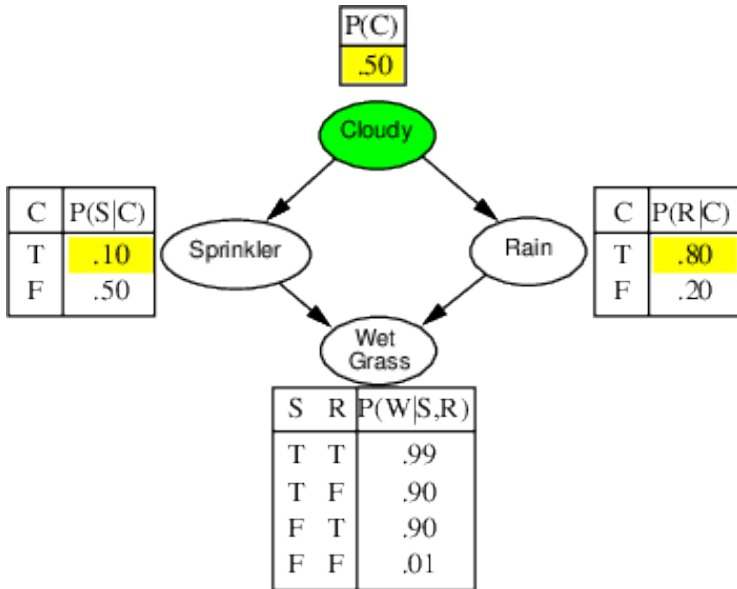 P(C)
.50
Cloudy
C P(S|C)
T .10
F .50
Sprinkler
Rain
C P(R|C)
T .80
F .20
Wet
Grass
S R P(W|S,R)
T T .99
T F .90
F T .90
F F .01